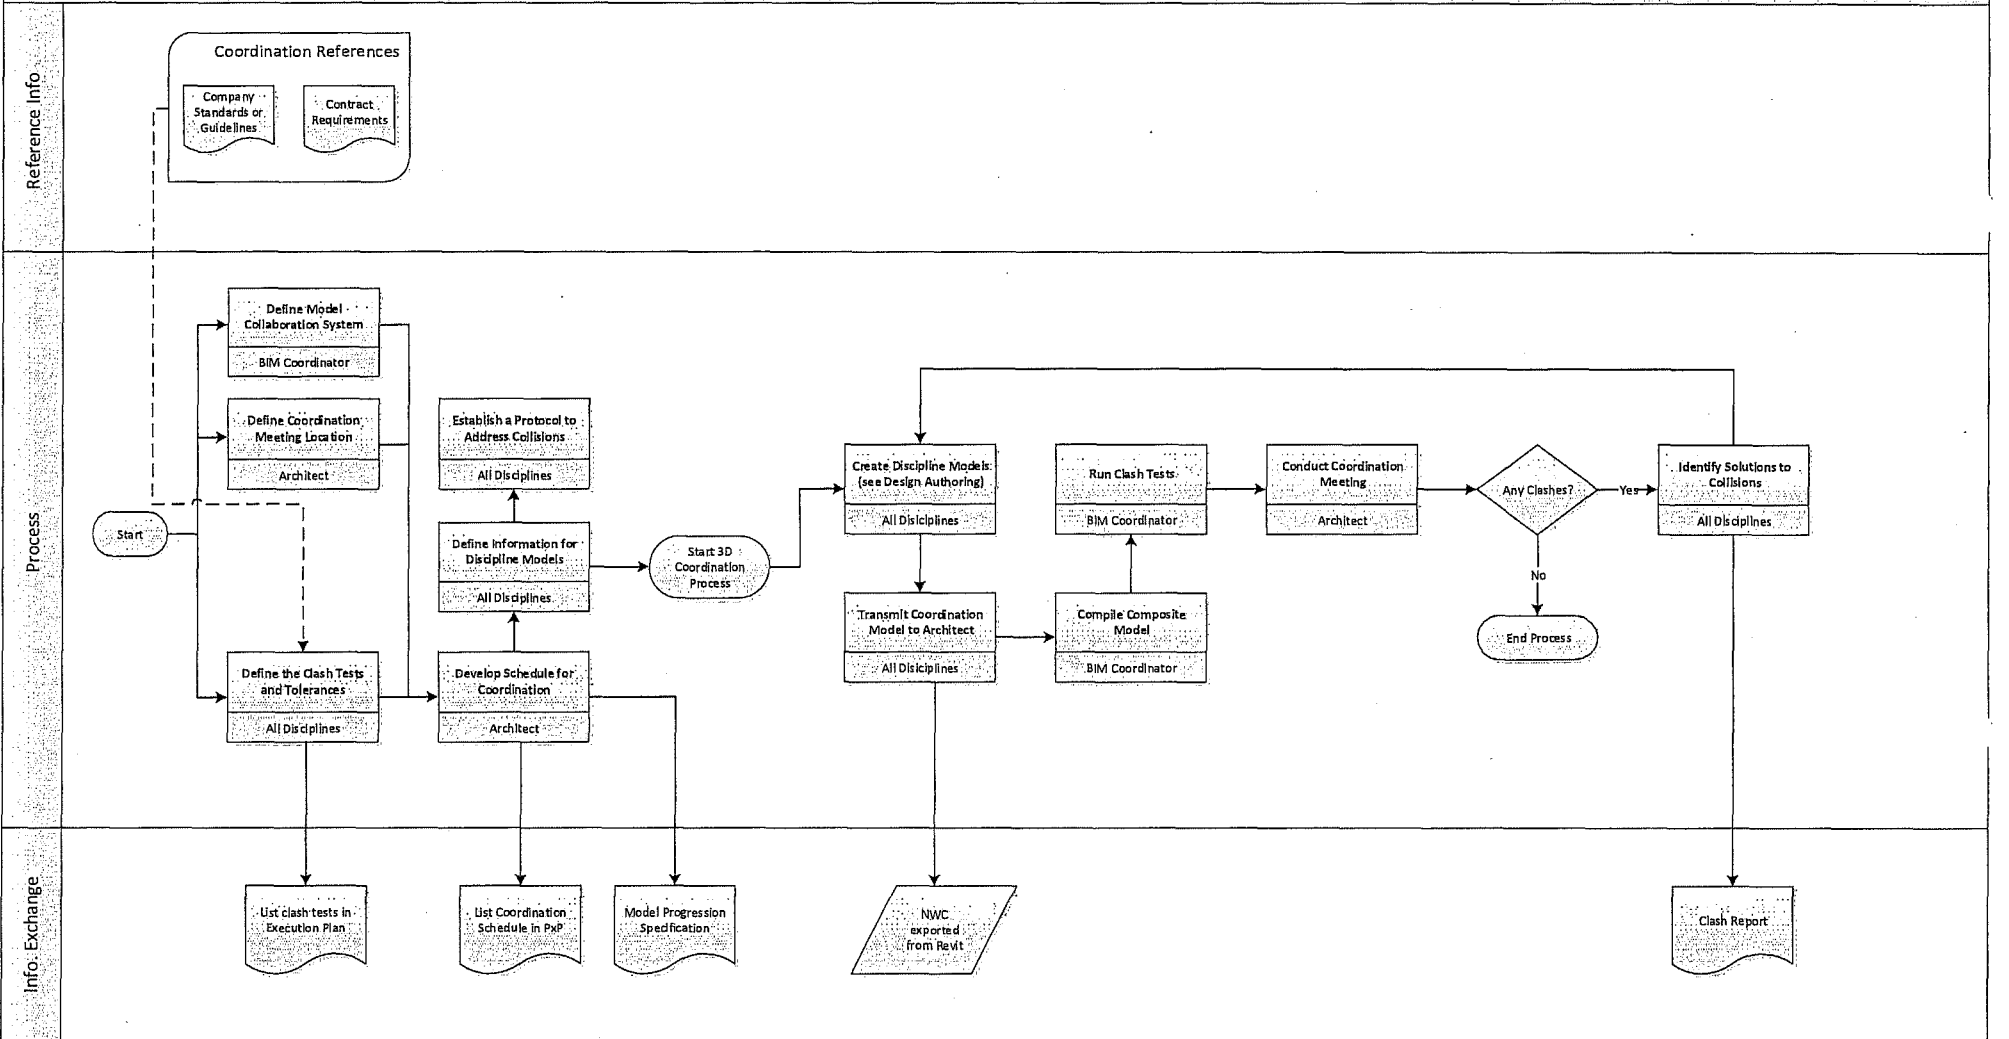 Reference Info
Coordination References
Company
Standards or
Guidelines
Contract
Requirements
Process
Start
Define Model
Collaboration System
BIM Coordinator
Define Coordination
Meeting Location
Architect
Define the Clash Tests
and Tolerances
All Disciplines
Establish a Protocol to
Address Collisions
All Disciplines
Define Information for
Discipline Models
All Disciplines
Develop Schedule for
Coordination
Architect
Start 3D
Coordination
Process
Create Discipline Models
(see Design Authoring)
All Disiciplines
Transmit Coordination
Model to Architect
All Disiciplines
Run Clash Tests
BIM Coordinator
Compile Composite
Model
BIM Coordinator
Conduct Coordination
Meeting
Architect
Any Clashes?
Yes
No
End Process
Identify Solutions to
Collisions
All Disciplines
Info. Exchange
List clash tests in
Execution Plan
List Coordination
Schedule in PxP
Model Progression
Specification
NWC
exported
from Revit
Clash Report